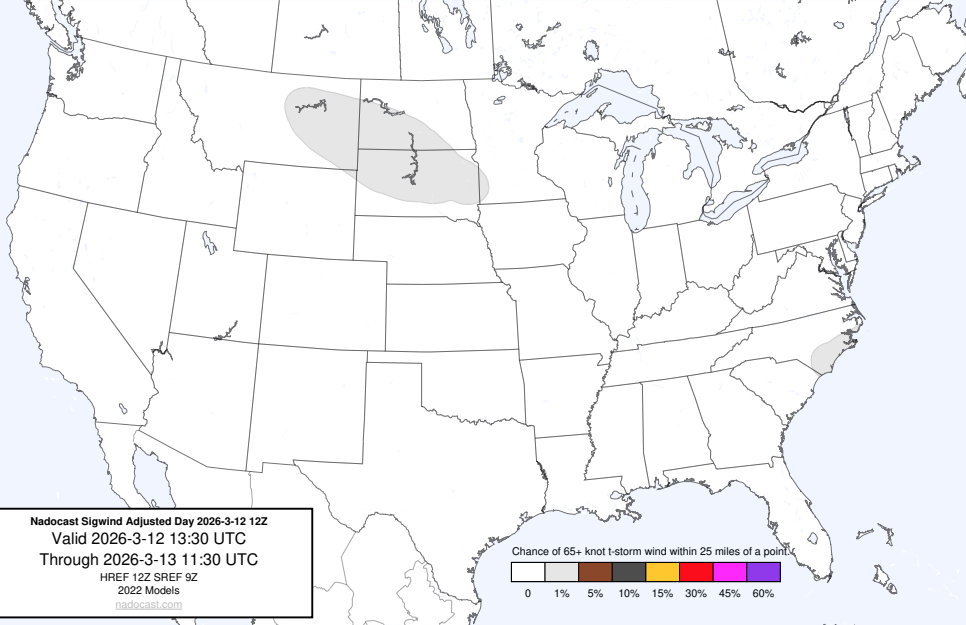 Nadocast Sigwind Adjusted Day 2026-3-12 12Z
Valid 2026-3-12 13:30 UTC
Through 2026-3-13 11:30 UTC
HREF 12Z SREF 9Z
2022 Models
nadocast.com
Chance of 65+ knot t-storm wind within 25 miles of a point.
0 1% 5% 10% 15% 30% 45% 60%